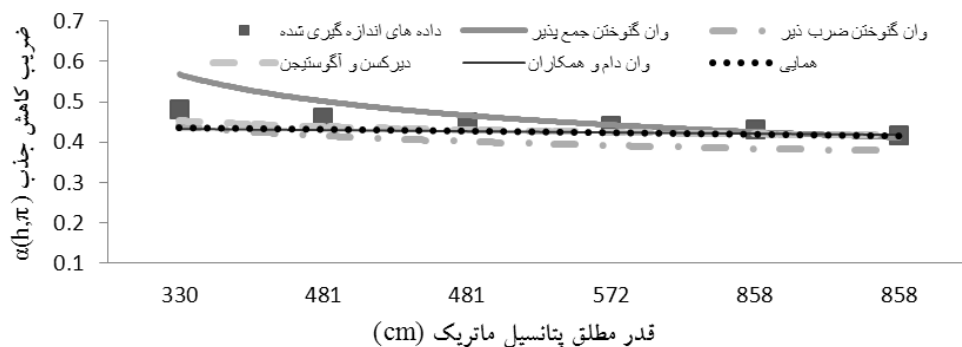 ضریب کاهش جذب α(h,π)
0.7
0.6
0.5
0.4
0.3
0.2
0.1
داده های اندازه گیری شده
وان گنوختن جمع پذیر
وان گنوختن ضرب ذیر
دیرکسن و آگوستیجن
وان دام و همکاران
همایی
330 481 481 572 858 858
قدر مطلق پتانسیل ماتریک (cm)